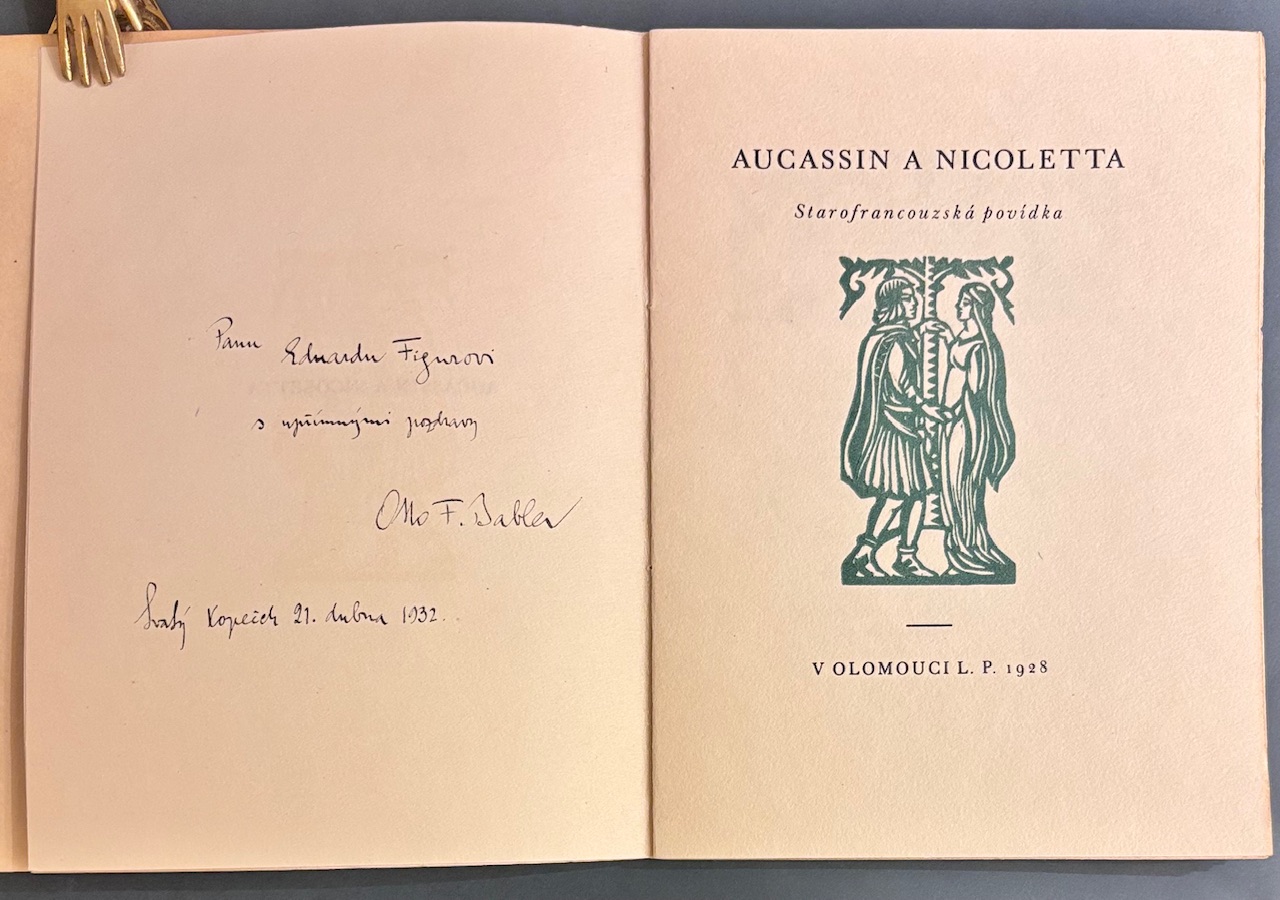 Panu Eduardu Figurovi
s upřímnými pozdravy
Otto F. Babler
Svatý Kopeček 21. dubna 1932.
AUCASSIN A NICOLETTA
Starofrancouzská povídka
V OLOMOUCI L. P. 1928